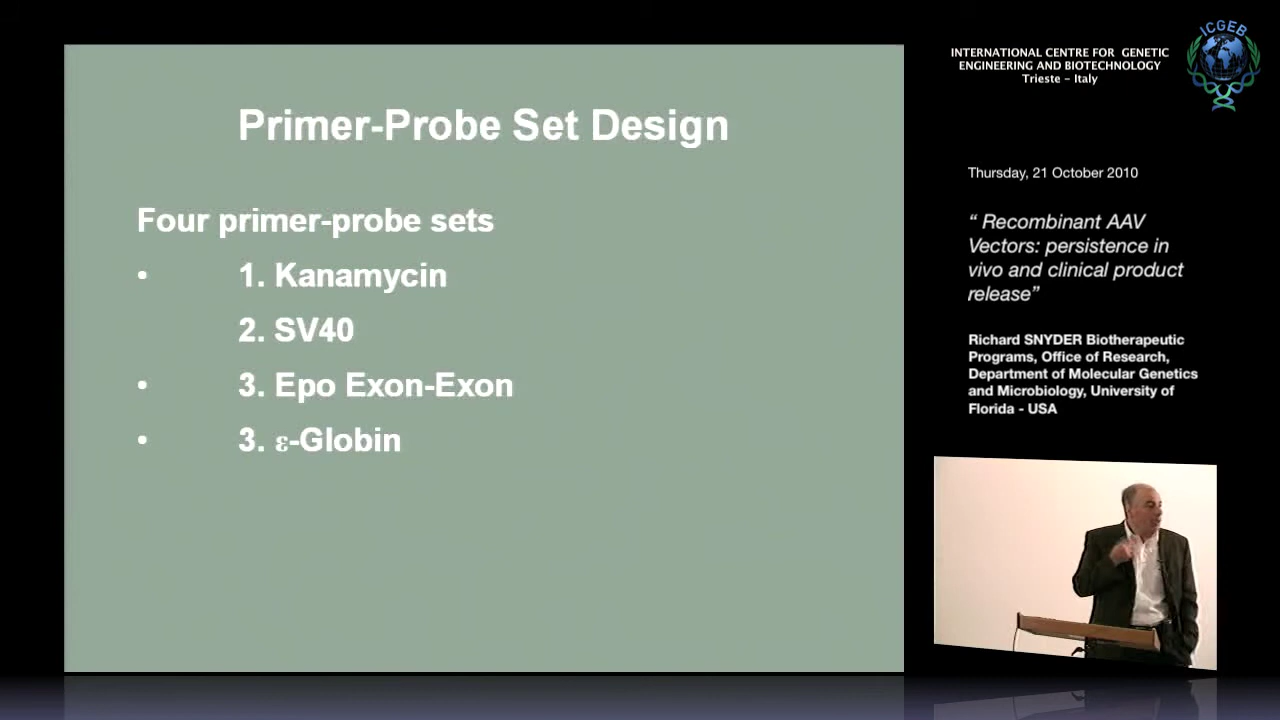 Primer-Probe Set Design
Four primer-probe sets
• 1. Kanamycin
2. SV40
• 3. Epo Exon-Exon
• 3. ε-Globin
INTERNATIONAL CENTRE FOR GENETIC
ENGINEERING AND BIOTECHNOLOGY
Trieste - Italy
ICGEB
Thursday, 21 October 2010
“ Recombinant AAV
Vectors: persistence in
vivo and clinical product
release”
Richard SNYDER Biotherapeutic
Programs, Office of Research,
Department of Molecular Genetics
and Microbiology, University of
Florida - USA